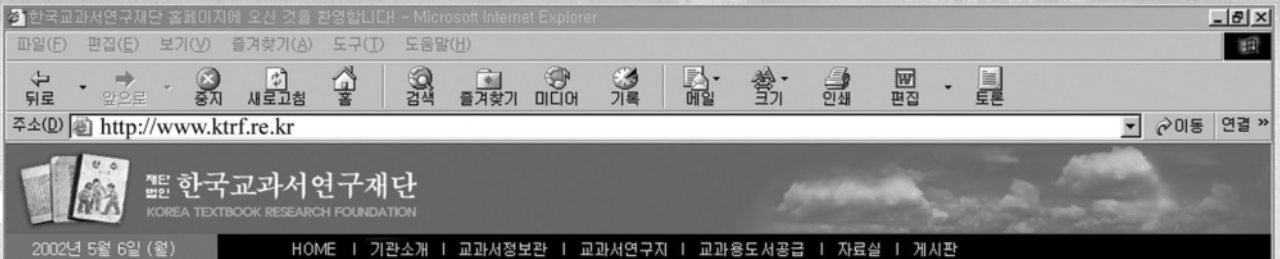 한국교과서연구재단 홈페이지에 오신 것을 환영합니다! - Microsoft Internet Explorer
파일(F) 편집(E) 보기(V) 즐겨찾기(A) 도구(T) 도움말(H)
뒤로 앞으로 중지 새로고침 홈 검색 즐겨찾기 미디어 기록 메일 크기 인쇄 편집 토론
주소(D) http://www.ktrf.re.kr 이동 연결 »
재단법인 한국교과서연구재단
KOREA TEXTBOOK RESEARCH FOUNDATION
2002년 5월 6일 (월) HOME | 기관소개 | 교과서정보관 | 교과서연구지 | 교과용도서공급 | 자료실 | 게시판